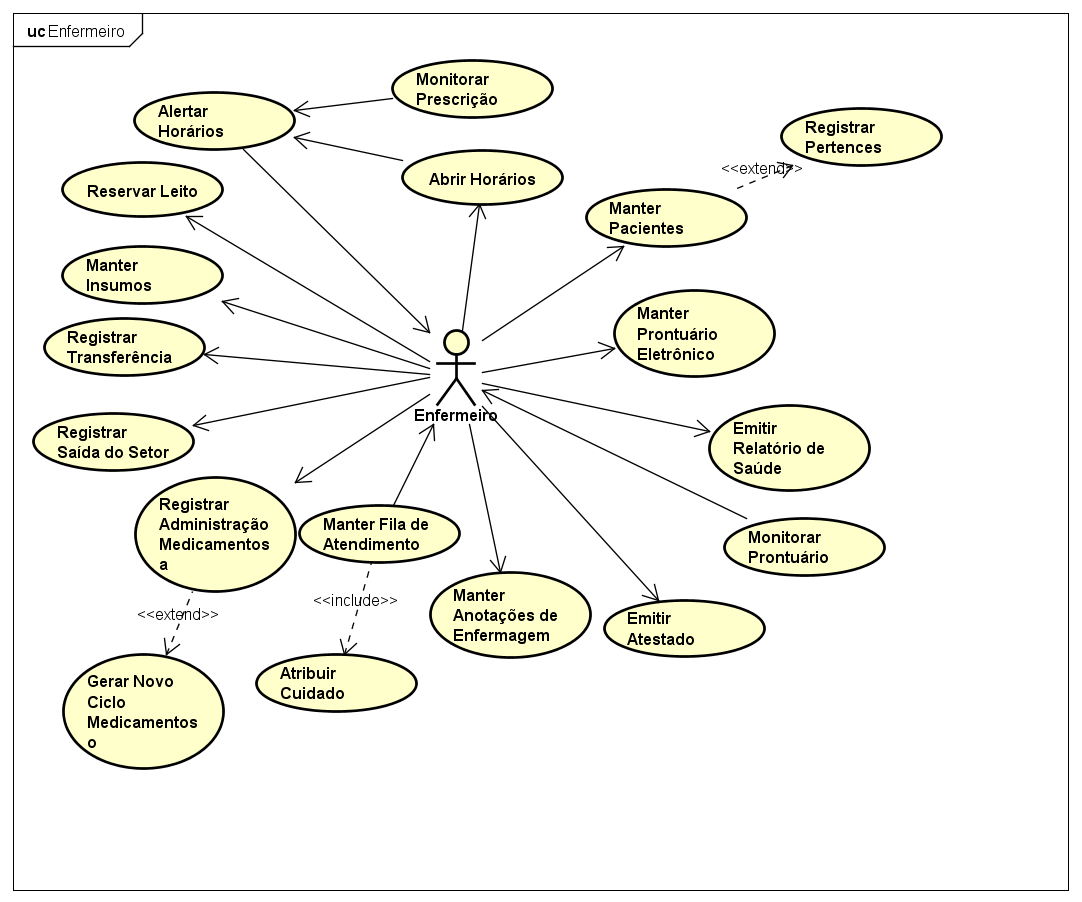 uc Enfermeiro
Monitorar
Prescrição
Alertar
Horários
Registrar
Pertences
<<extend>>
Abrir Horários
Reservar Leito
Manter
Pacientes
Manter
Insumos
Manter
Prontuário
Eletrônico
Registrar
Transferência
Enfermeiro
Registrar
Saída do Setor
Emitir
Relatório de
Saúde
Registrar
Administração
Medicamentos
a
Manter Fila de
Atendimento
Monitorar
Prontuário
<<extend>>
<<include>>
Manter
Anotações de
Enfermagem
Emitir
Atestado
Gerar Novo
Ciclo
Medicamentos
o
Atribuir
Cuidado